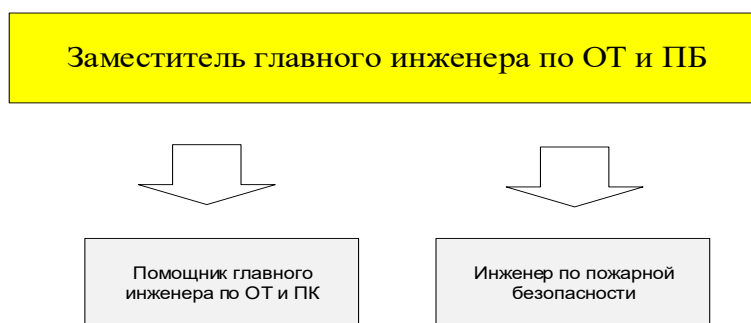 Заместитель главного инженера по ОТ и ПБ
Помощник главного
инженера по ОТ и ПК
Инженер по пожарной
безопасности